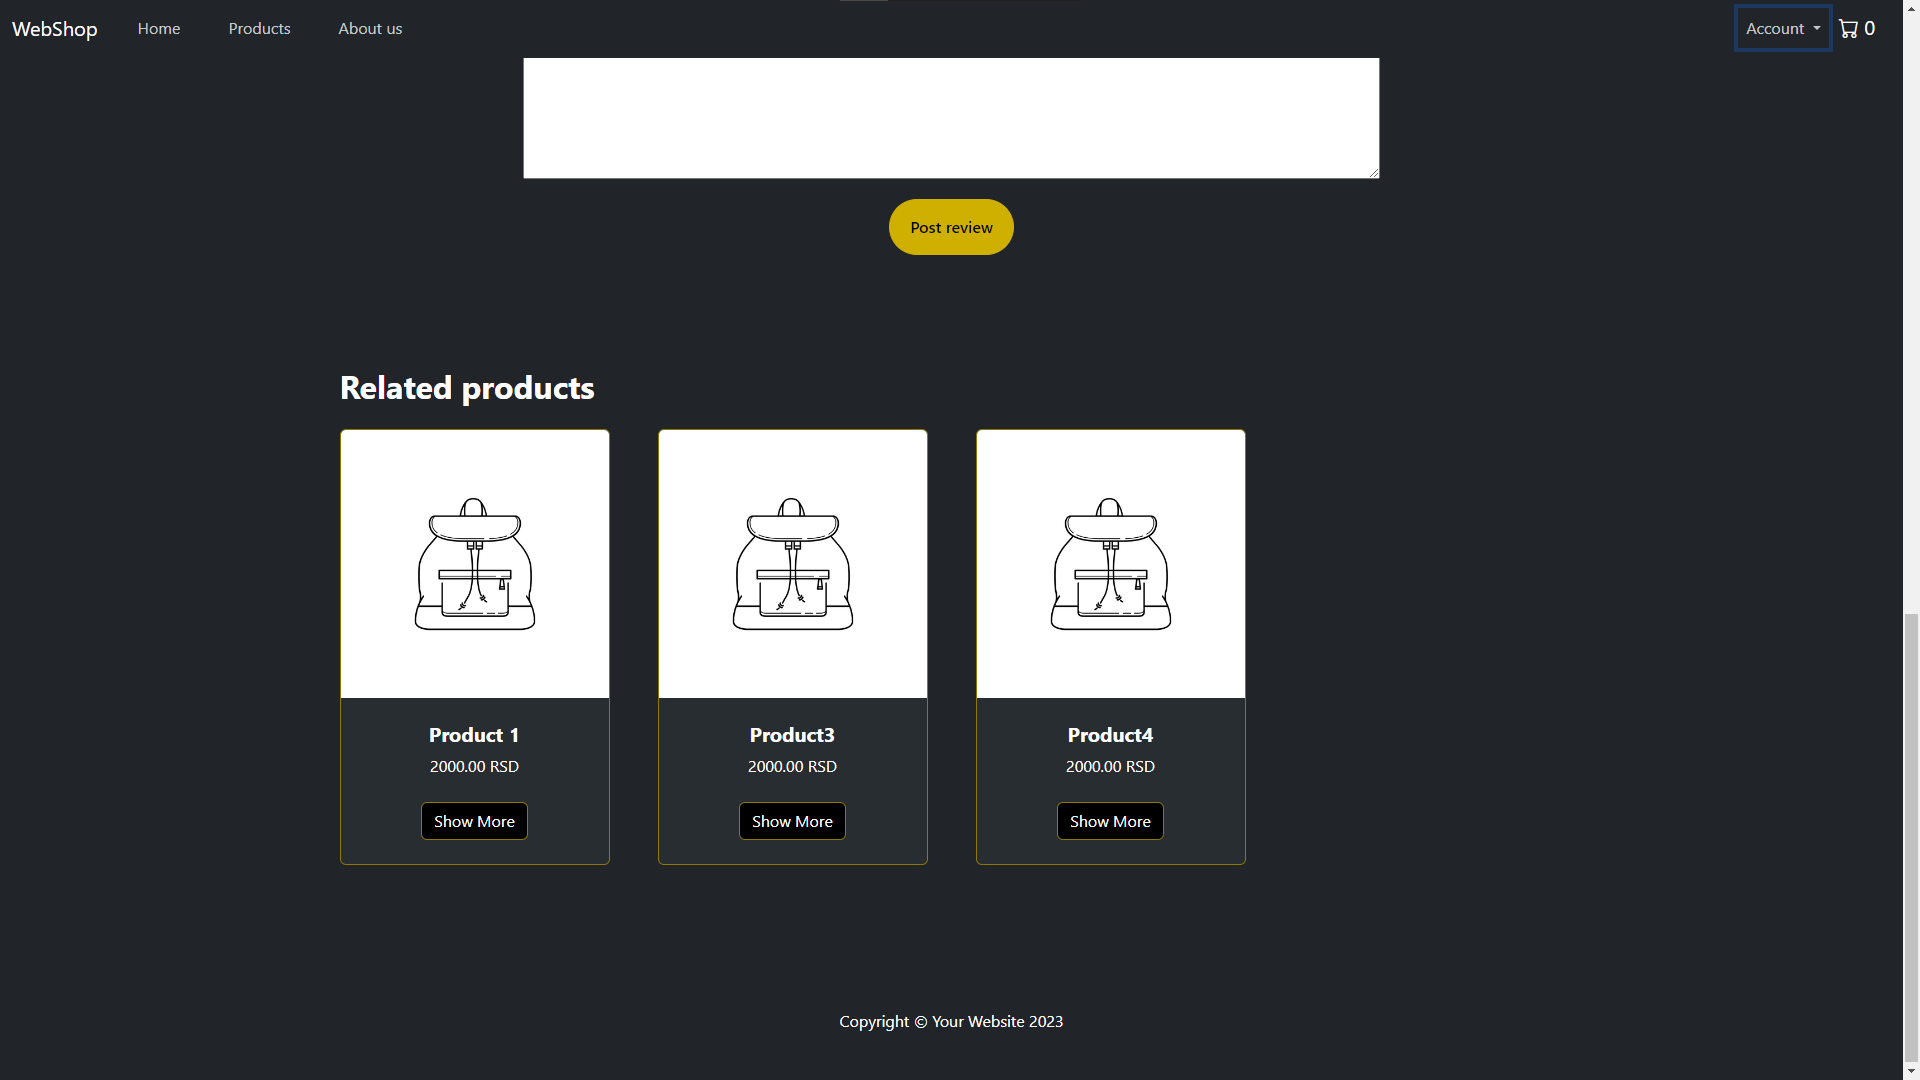 WebShop Home Products About us Account 0
Post review
Related products
Product 1 Product3 Product4
2000.00 RSD 2000.00 RSD 2000.00 RSD
Show More Show More Show More
Copyright © Your Website 2023